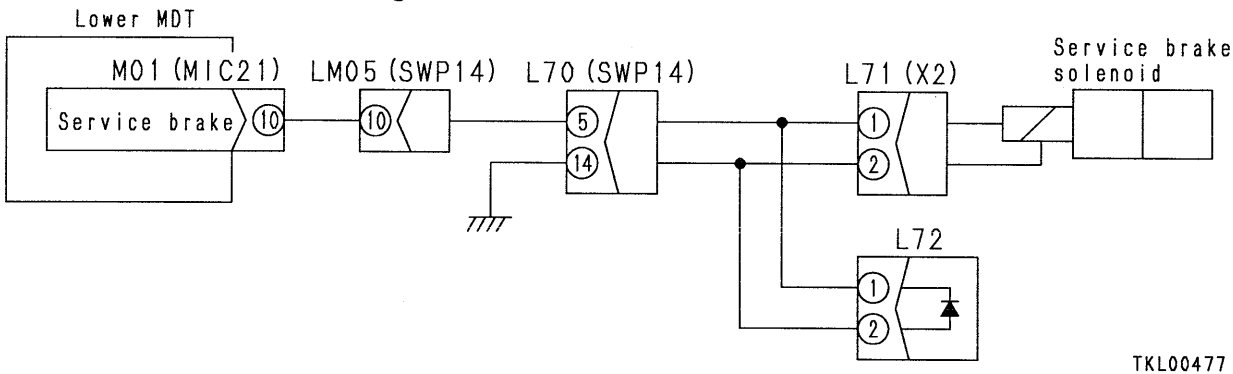 Lower MDT
M01 (MIC21)
LM05 (SWP14)
L70 (SWP14)
L71 (X2)
Service brake
solenoid
Service brake
10
10
5
14
1
2
L72
1
2
TKL00477